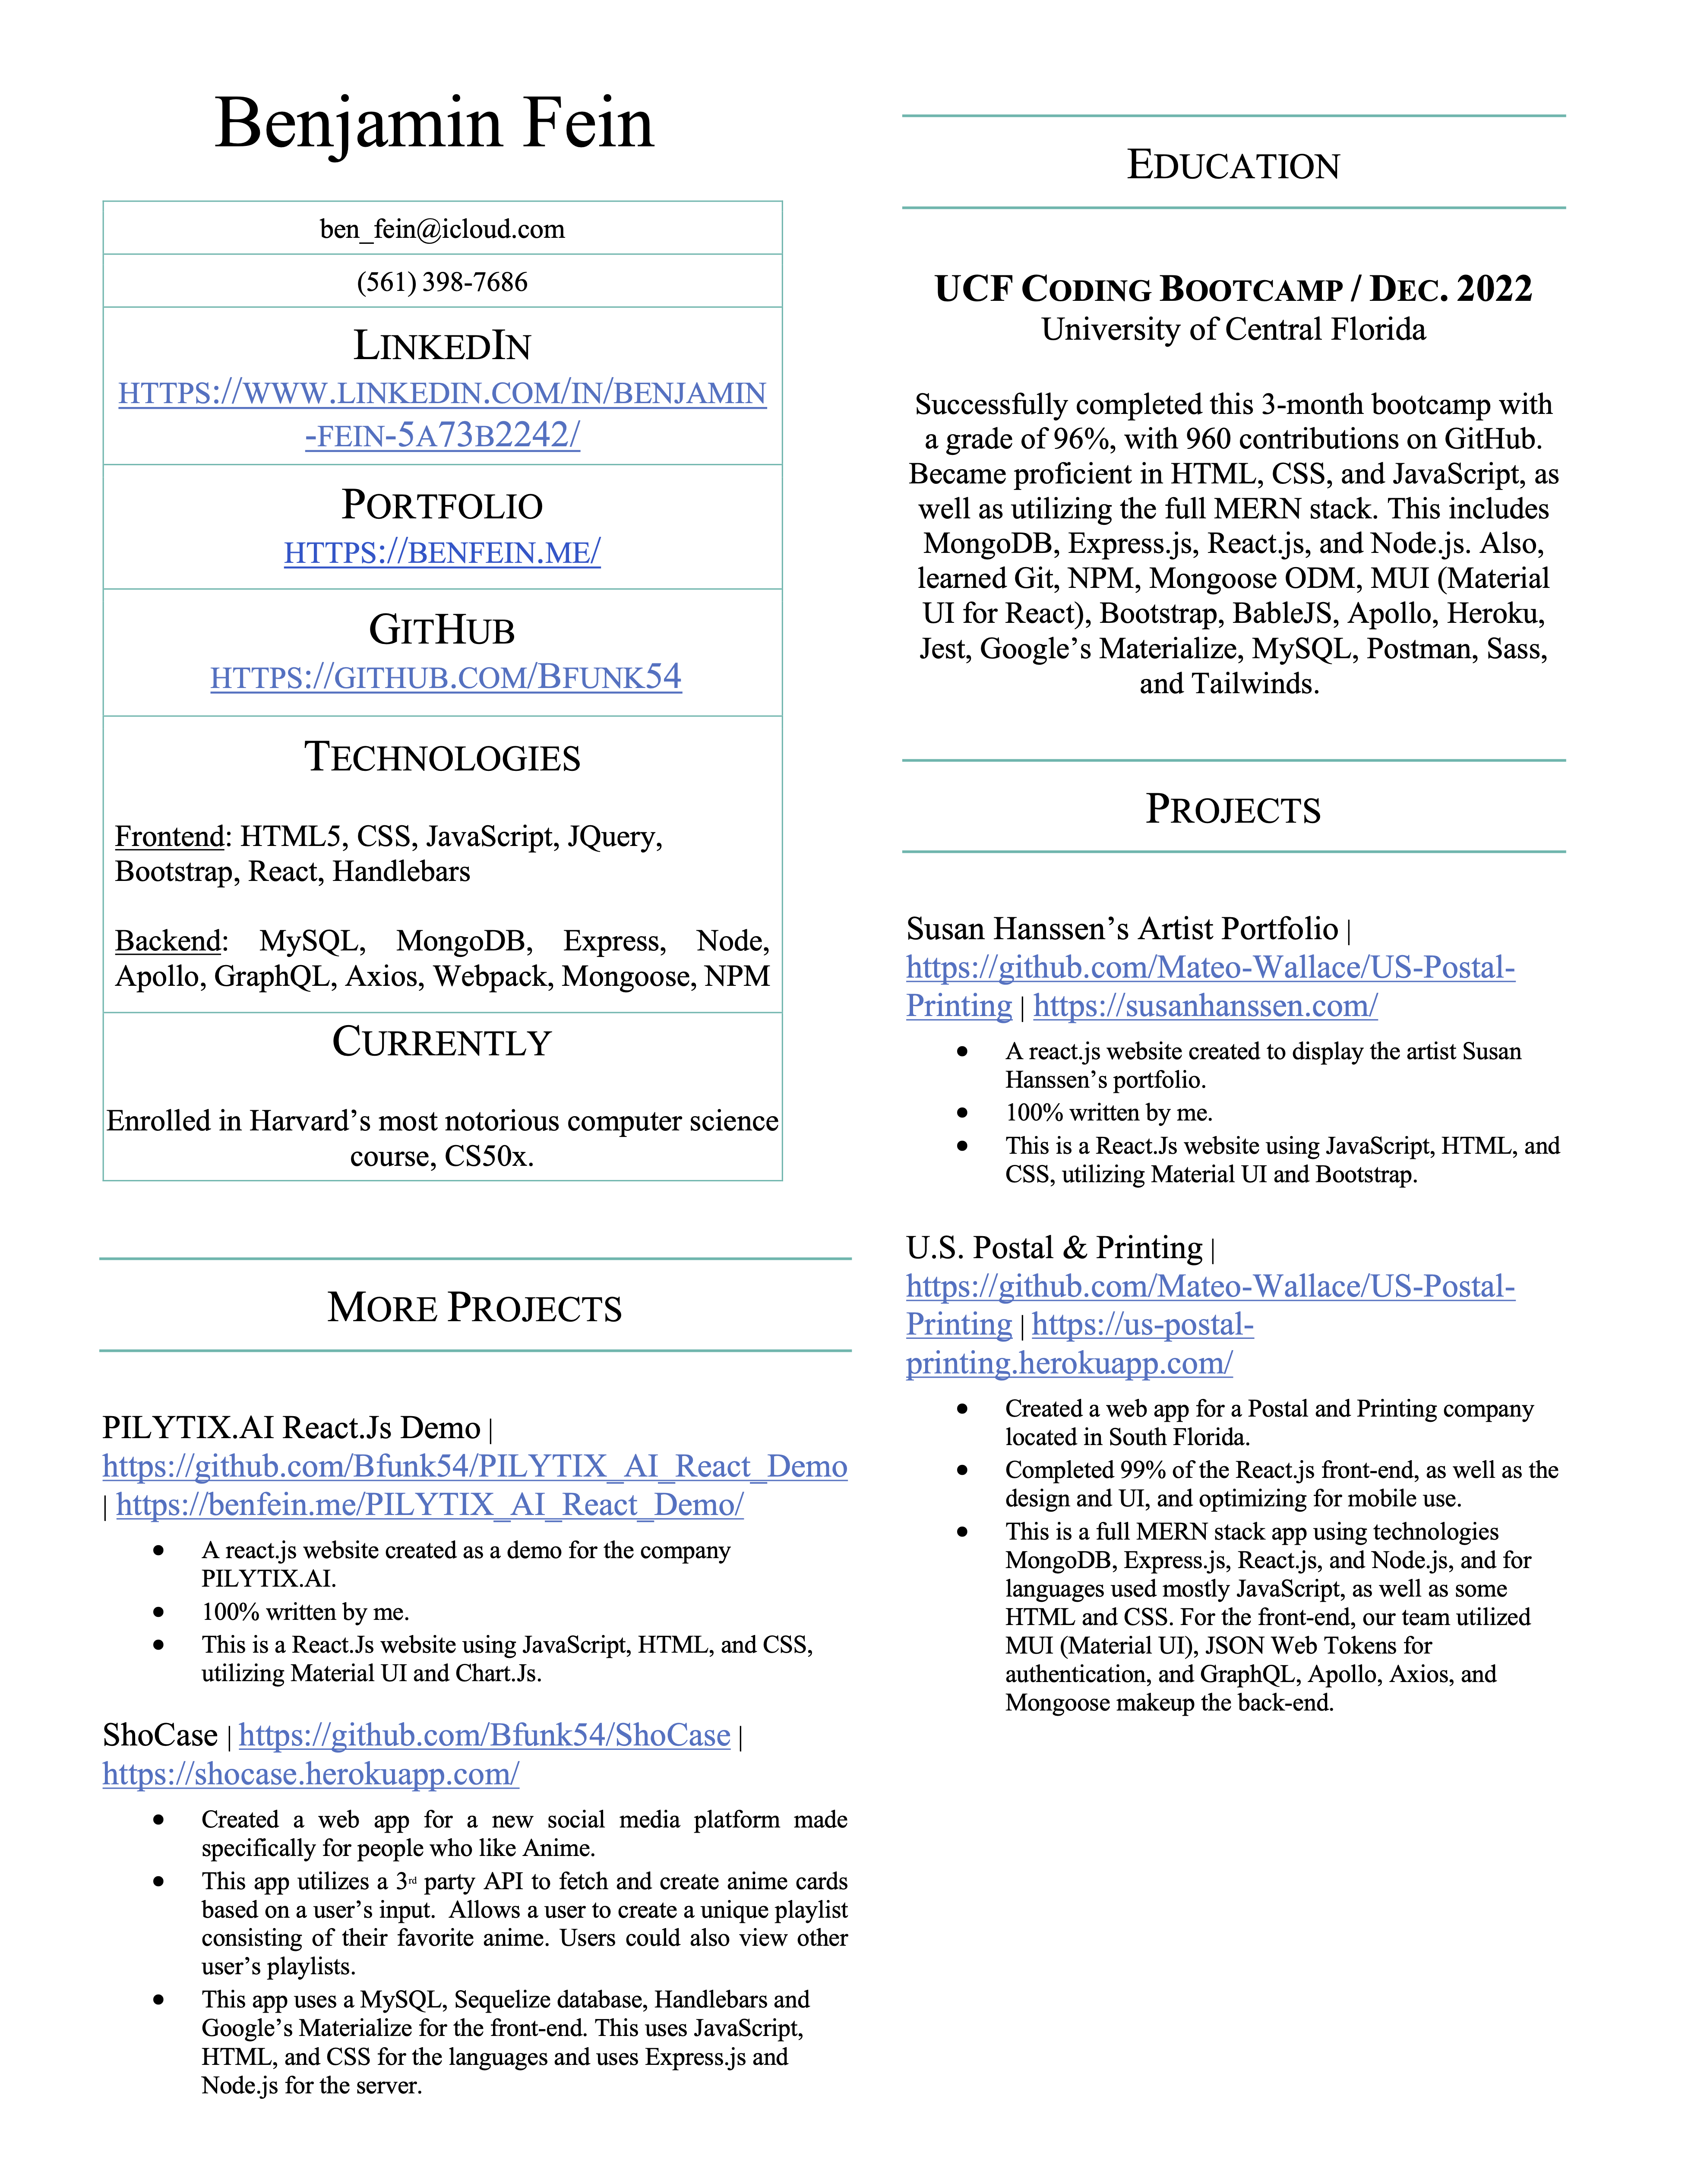 Benjamin Fein
ben_fein@icloud.com
(561) 398-7686
LINKEDIN
HTTPS://WWW.LINKEDIN.COM/IN/BENJAMIN
-FEIN-5A73B2242/
PORTFOLIO
HTTPS://BENFEIN.ME/
GITHUB
HTTPS://GITHUB.COM/BFUNK54
TECHNOLOGIES
Frontend: HTML5, CSS, JavaScript, JQuery,
Bootstrap, React, Handlebars
Backend: MySQL, MongoDB, Express, Node,
Apollo, GraphQL, Axios, Webpack, Mongoose, NPM
CURRENTLY
Enrolled in Harvard’s most notorious computer science
course, CS50x.
MORE PROJECTS
PILYTIX.AI React.Js Demo |
https://github.com/Bfunk54/PILYTIX_AI_React_Demo
| https://benfein.me/PILYTIX_AI_React_Demo/
• A react.js website created as a demo for the company
PILYTIX.AI.
• 100% written by me.
• This is a React.Js website using JavaScript, HTML, and CSS,
utilizing Material UI and Chart.Js.
ShoCase | https://github.com/Bfunk54/ShoCase |
https://shocase.herokuapp.com/
• Created a web app for a new social media platform made
specifically for people who like Anime.
• This app utilizes a 3rd party API to fetch and create anime cards
based on a user’s input. Allows a user to create a unique playlist
consisting of their favorite anime. Users could also view other
user’s playlists.
• This app uses a MySQL, Sequelize database, Handlebars and
Google’s Materialize for the front-end. This uses JavaScript,
HTML, and CSS for the languages and uses Express.js and
Node.js for the server.
EDUCATION
UCF CODING BOOTCAMP / DEC. 2022
University of Central Florida
Successfully completed this 3-month bootcamp with
a grade of 96%, with 960 contributions on GitHub.
Became proficient in HTML, CSS, and JavaScript, as
well as utilizing the full MERN stack. This includes
MongoDB, Express.js, React.js, and Node.js. Also,
learned Git, NPM, Mongoose ODM, MUI (Material
UI for React), Bootstrap, BableJS, Apollo, Heroku,
Jest, Google’s Materialize, MySQL, Postman, Sass,
and Tailwinds.
PROJECTS
Susan Hanssen’s Artist Portfolio |
https://github.com/Mateo-Wallace/US-Postal-
Printing | https://susanhanssen.com/
• A react.js website created to display the artist Susan
Hanssen’s portfolio.
• 100% written by me.
• This is a React.Js website using JavaScript, HTML, and
CSS, utilizing Material UI and Bootstrap.
U.S. Postal & Printing |
https://github.com/Mateo-Wallace/US-Postal-
Printing | https://us-postal-
printing.herokuapp.com/
• Created a web app for a Postal and Printing company
located in South Florida.
• Completed 99% of the React.js front-end, as well as the
design and UI, and optimizing for mobile use.
• This is a full MERN stack app using technologies
MongoDB, Express.js, React.js, and Node.js, and for
languages used mostly JavaScript, as well as some
HTML and CSS. For the front-end, our team utilized
MUI (Material UI), JSON Web Tokens for
authentication, and GraphQL, Apollo, Axios, and
Mongoose makeup the back-end.